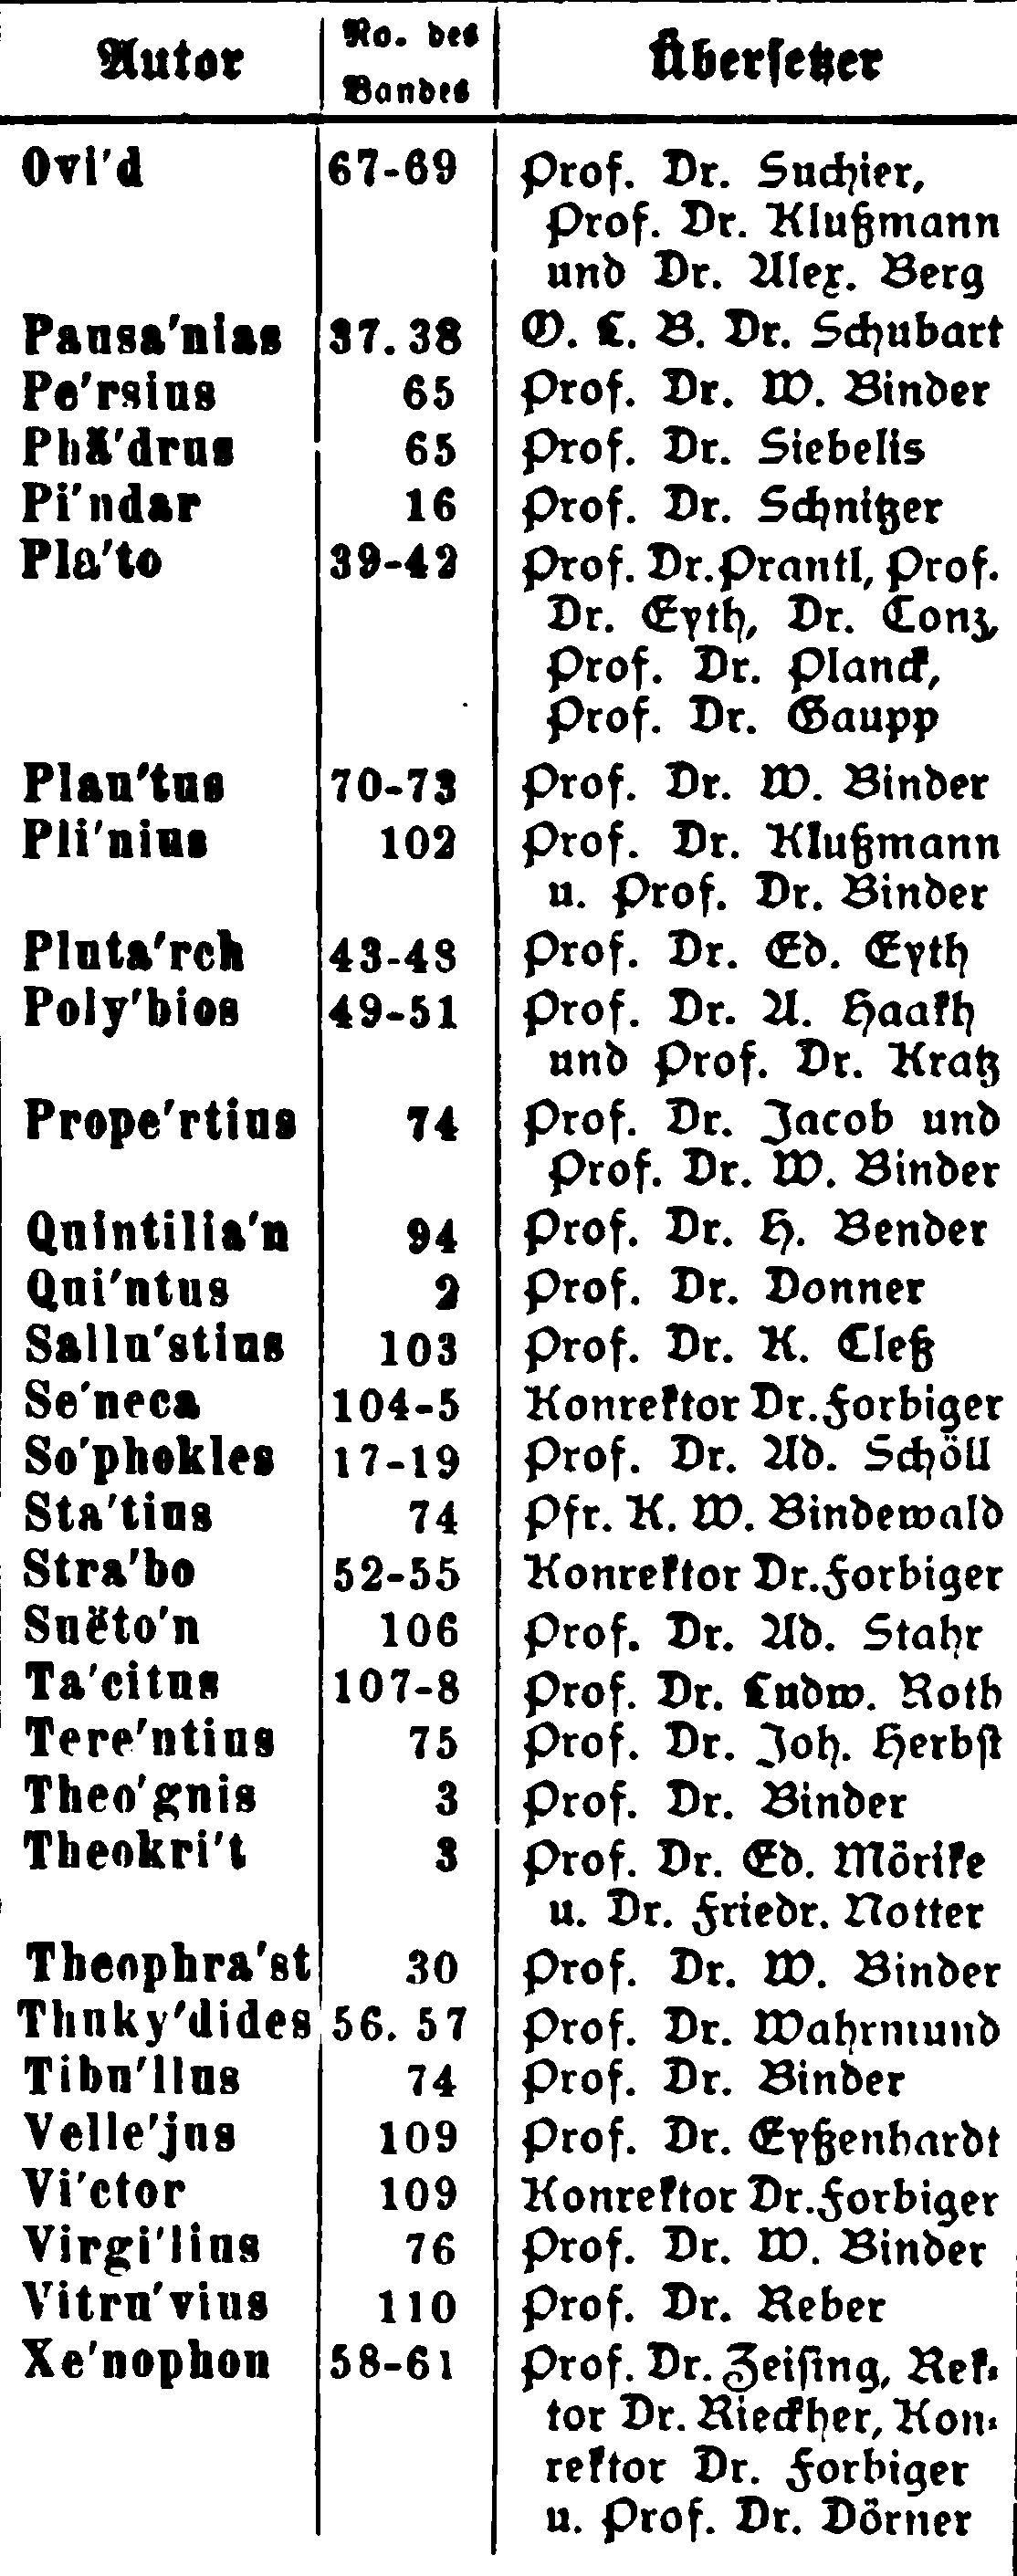 Autor No. des Bandes Übersetzer
Ovi'd 67-69 Prof. Dr. Suchier,
Prof. Dr. Klußmann
und Dr. Alex. Berg
Pausa'nias 37. 38 O. L. B. Dr. Schubart
Pe'rsius 65 Prof. Dr. W. Binder
Phä'drus 65 Prof. Dr. Siebelis
Pi'ndar 16 Prof. Dr. Schnitzer
Pla'to 39-42 Prof. Dr. Prantl, Prof.
Dr. Eyth, Dr. Conz,
Prof. Dr. Planck,
Prof. Dr. Gaupp
Plau'tus 70-73 Prof. Dr. W. Binder
Pli'nius 102 Prof. Dr. Klußmann
u. Prof. Dr. Binder
Pluta'rch 43-48 Prof. Dr. Ed. Eyth
Poly'bios 49-51 Prof. Dr. A. Haakh
und Prof. Dr. Kratz
Prope'rtius 74 Prof. Dr. Jacob und
Prof. Dr. W. Binder
Quintilia'n 94 Prof. Dr. H. Bender
Qui'ntus 2 Prof. Dr. Donner
Sallu'stius 103 Prof. Dr. K. Cleß
Se'neca 104-5 Konrektor Dr. Forbiger
So'phokles 17-19 Prof. Dr. Ad. Schöll
Sta'tius 74 Pfr. K. W. Bindewald
Stra'bo 52-55 Konrektor Dr. Forbiger
Suëto'n 106 Prof. Dr. Ad. Stahr
Ta'citus 107-8 Prof. Dr. Ludw. Roth
Tere'ntius 75 Prof. Dr. Joh. Herbst
Theo'gnis 3 Prof. Dr. Binder
Theokri't 3 Prof. Dr. Ed. Mörike
u. Dr. Friedr. Notter
Theophra'st 30 Prof. Dr. W. Binder
Thuky'dides 56. 57 Prof. Dr. Wahrmund
Tibu'llus 74 Prof. Dr. Binder
Velle'jus 109 Prof. Dr. Eyßenhardt
Vi'ctor 109 Konrektor Dr. Forbiger
Virgi'lius 76 Prof. Dr. W. Binder
Vitru'vius 110 Prof. Dr. Reber
Xe'nophon 58-61 Prof. Dr. Zeising, Rek-
tor Dr. Rieckher, Kon-
rektor Dr. Forbiger
u. Prof. Dr. Dörner